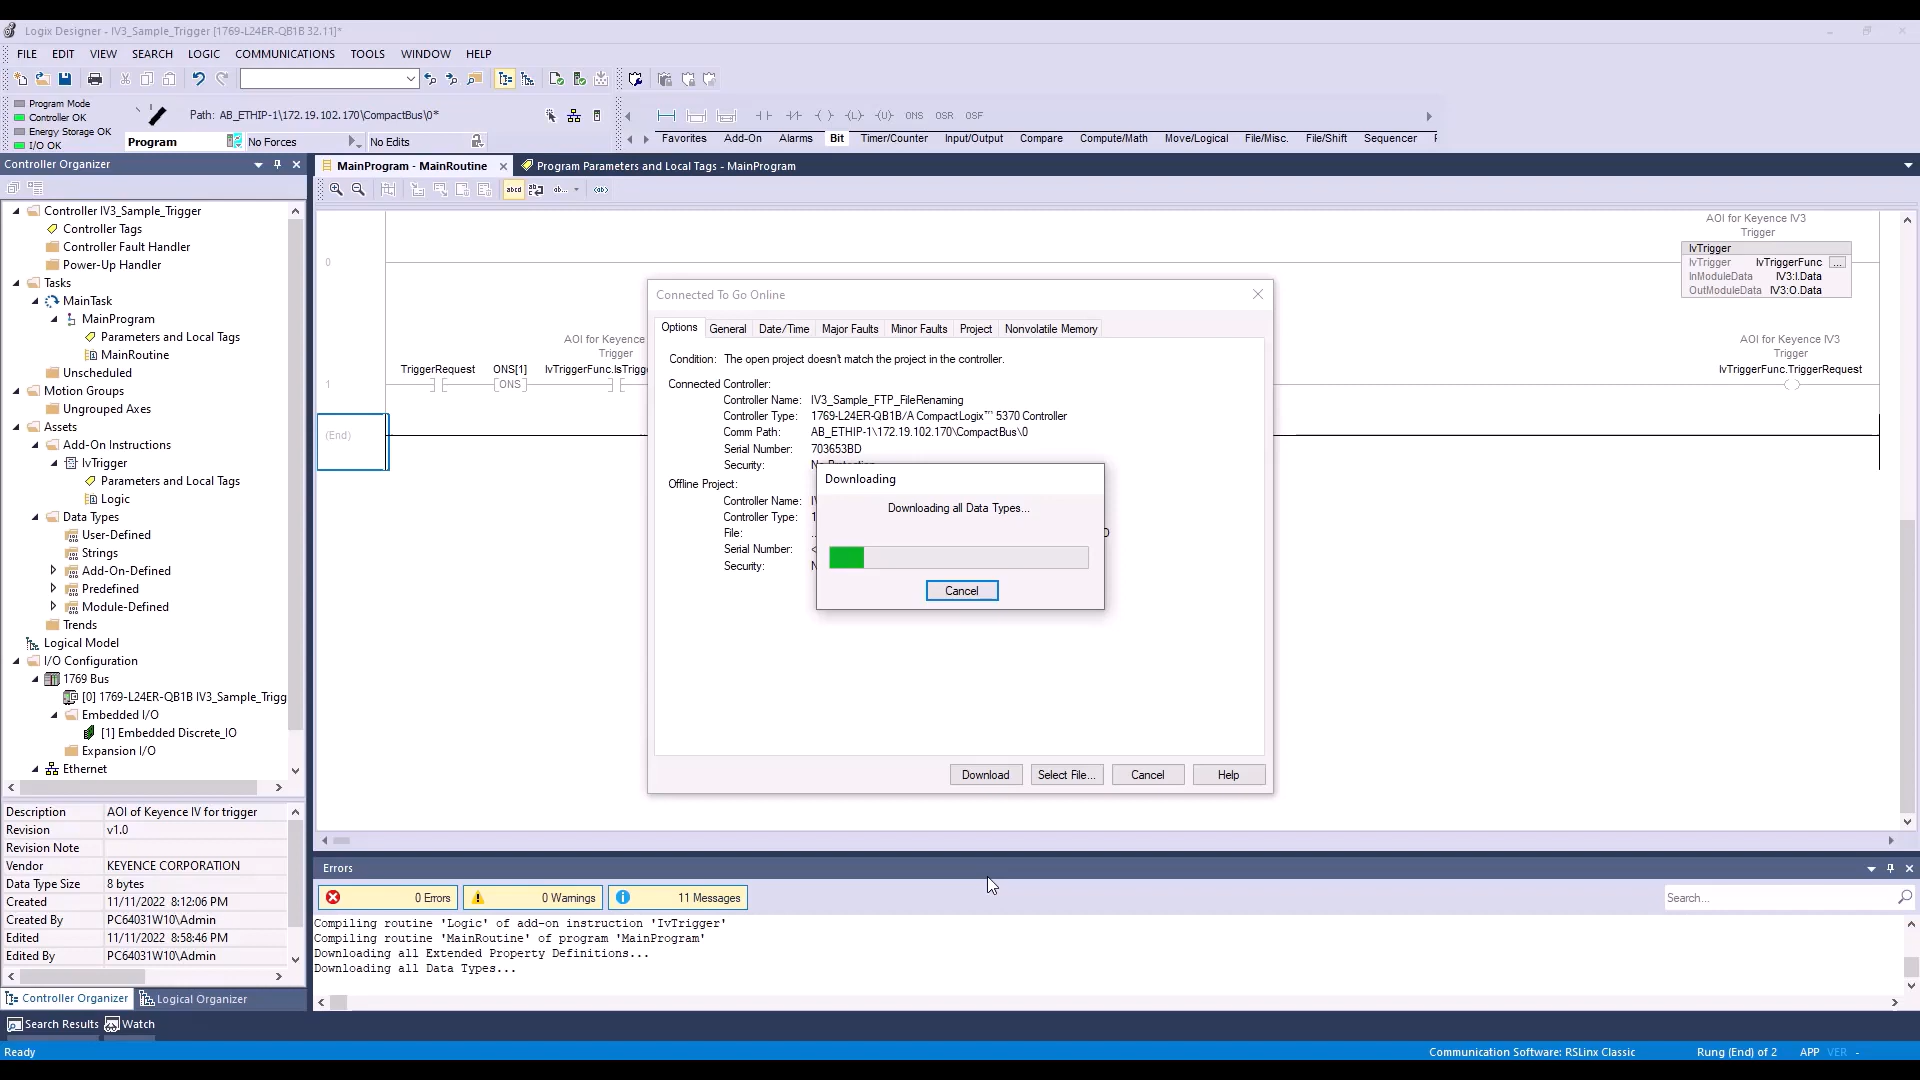 Logix Designer - IV3_Sample_Trigger [1769-L24ER-QB1B 32.11]*
FILE EDIT VIEW SEARCH LOGIC COMMUNICATIONS TOOLS WINDOW HELP
Program Mode
Controller OK
Energy Storage OK
I/O OK
Path: AB_ETHIP-1\172.19.102.170\CompactBus\0*
Program No Forces No Edits
ONS OSR OSF
Favorites Add-On Alarms Bit Timer/Counter Input/Output Compare Compute/Math Move/Logical File/Misc. File/Shift Sequencer
Controller Organizer
MainProgram - MainRoutine
Program Parameters and Local Tags - MainProgram
Controller IV3_Sample_Trigger
Controller Tags
Controller Fault Handler
Power-Up Handler
Tasks
MainTask
MainProgram
Parameters and Local Tags
MainRoutine
Unscheduled
Motion Groups
Ungrouped Axes
Assets
Add-On Instructions
IvTrigger
Parameters and Local Tags
Logic
Data Types
User-Defined
Strings
Add-On-Defined
Predefined
Module-Defined
Trends
Logical Model
I/O Configuration
1769 Bus
[0] 1769-L24ER-QB1B IV3_Sample_Trigg
Embedded I/O
[1] Embedded Discrete_IO
Expansion I/O
Ethernet
Description AOI of Keyence IV for trigger
Revision v1.0
Revision Note
Vendor KEYENCE CORPORATION
Data Type Size 8 bytes
Created 11/11/2022 8:12:06 PM
Created By PC64031W10\Admin
Edited 11/11/2022 8:58:46 PM
Edited By PC64031W10\Admin
Controller Organizer Logical Organizer
0
AOI for Keyence IV3
Trigger
IvTrigger
IvTrigger IvTriggerFunc ...
InModuleData IV3:I.Data
OutModuleData IV3:O.Data
1
TriggerRequest
ONS[1]
ONS
AOI for Keyence
Trigger
IvTriggerFunc.IsTrigge
AOI for Keyence IV3
Trigger
IvTriggerFunc.TriggerRequest
(End)
Connected To Go Online
Options General Date/Time Major Faults Minor Faults Project Nonvolatile Memory
Condition: The open project doesn't match the project in the controller.
Connected Controller:
Controller Name: IV3_Sample_FTP_FileRenaming
Controller Type: 1769-L24ER-QB1B/A CompactLogix™ 5370 Controller
Comm Path: AB_ETHIP-1\172.19.102.170\CompactBus\0
Serial Number: 703653BD
Security: No Protection
Offline Project:
Controller Name:
Controller Type: 1
File:
Serial Number: <
Security: N
Downloading
Downloading all Data Types...
Cancel
Download Select File... Cancel Help
Errors
0 Errors 0 Warnings 11 Messages
Search...
Compiling routine 'Logic' of add-on instruction 'IvTrigger'
Compiling routine 'MainRoutine' of program 'MainProgram'
Downloading all Extended Property Definitions...
Downloading all Data Types...
Search Results Watch
Ready
Communication Software: RSLinx Classic
Rung (End) of 2
APP VER